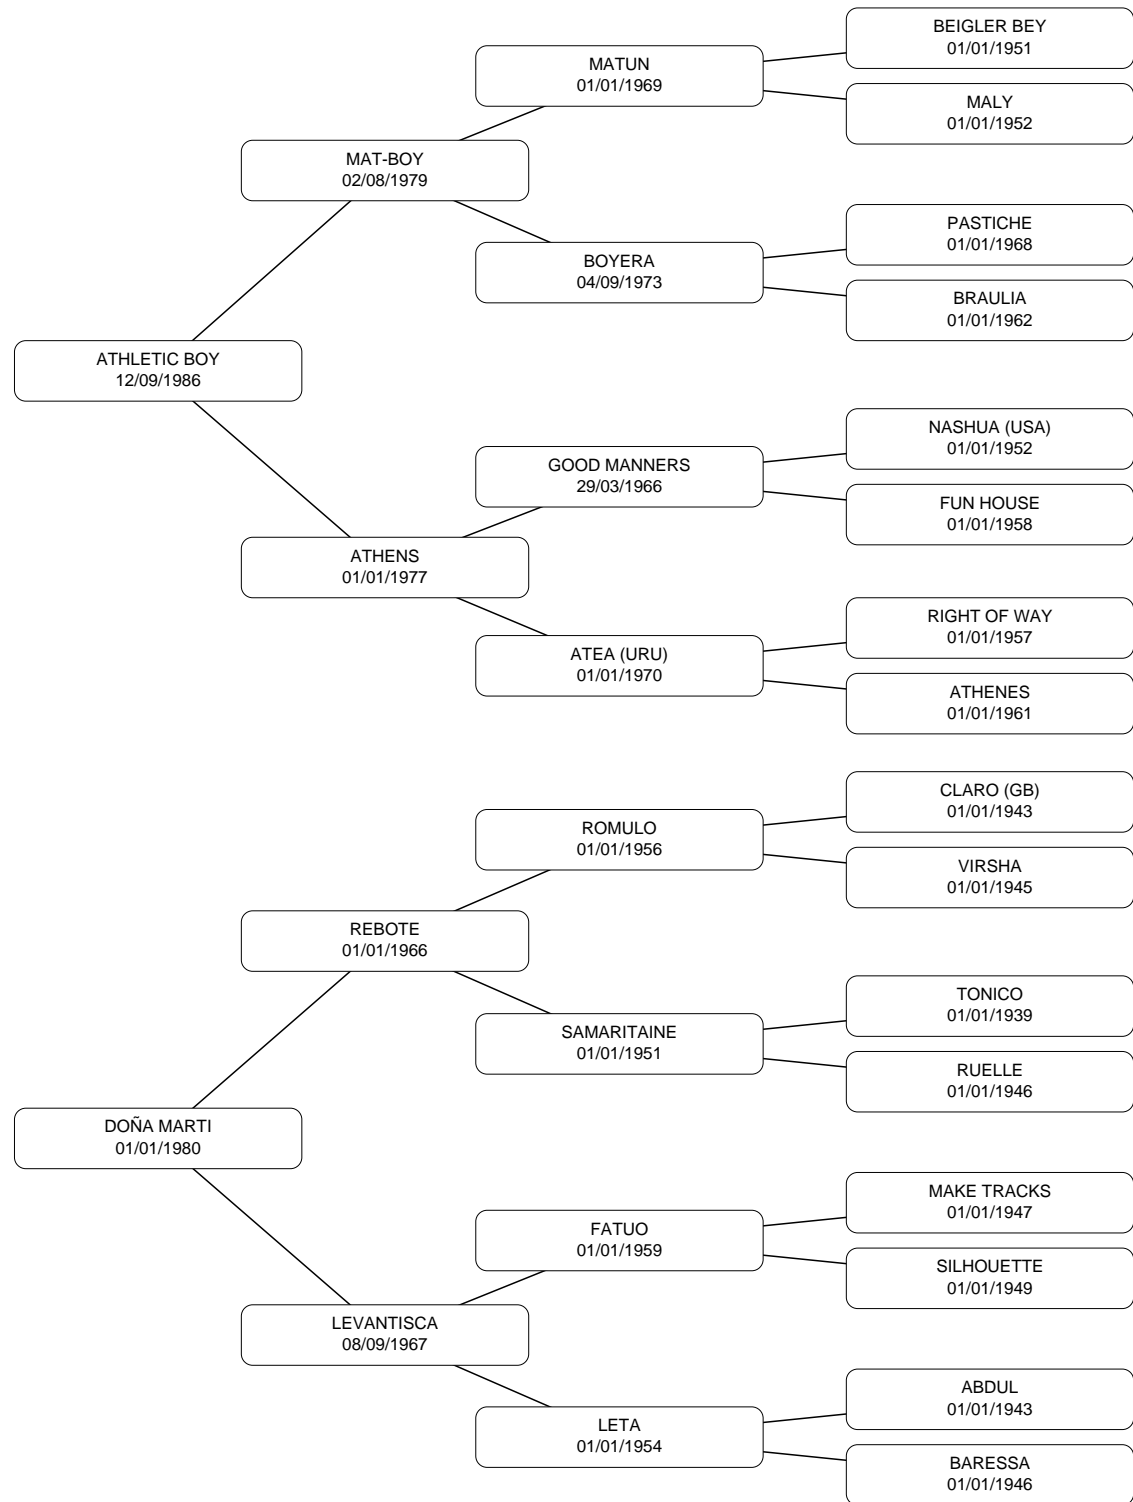 BEIGLER BEY
01/01/1951
MATUN
01/01/1969
MALY
01/01/1952
MAT-BOY
02/08/1979
PASTICHE
01/01/1968
BOYERA
04/09/1973
BRAULIA
01/01/1962
ATHLETIC BOY
12/09/1986
NASHUA (USA)
01/01/1952
GOOD MANNERS
29/03/1966
FUN HOUSE
01/01/1958
ATHENS
01/01/1977
RIGHT OF WAY
01/01/1957
ATEA (URU)
01/01/1970
ATHENES
01/01/1961
CLARO (GB)
01/01/1943
ROMULO
01/01/1956
VIRSHA
01/01/1945
REBOTE
01/01/1966
TONICO
01/01/1939
SAMARITAINE
01/01/1951
RUELLE
01/01/1946
DOÑA MARTI
01/01/1980
MAKE TRACKS
01/01/1947
FATUO
01/01/1959
SILHOUETTE
01/01/1949
LEVANTISCA
08/09/1967
ABDUL
01/01/1943
LETA
01/01/1954
BARESSA
01/01/1946